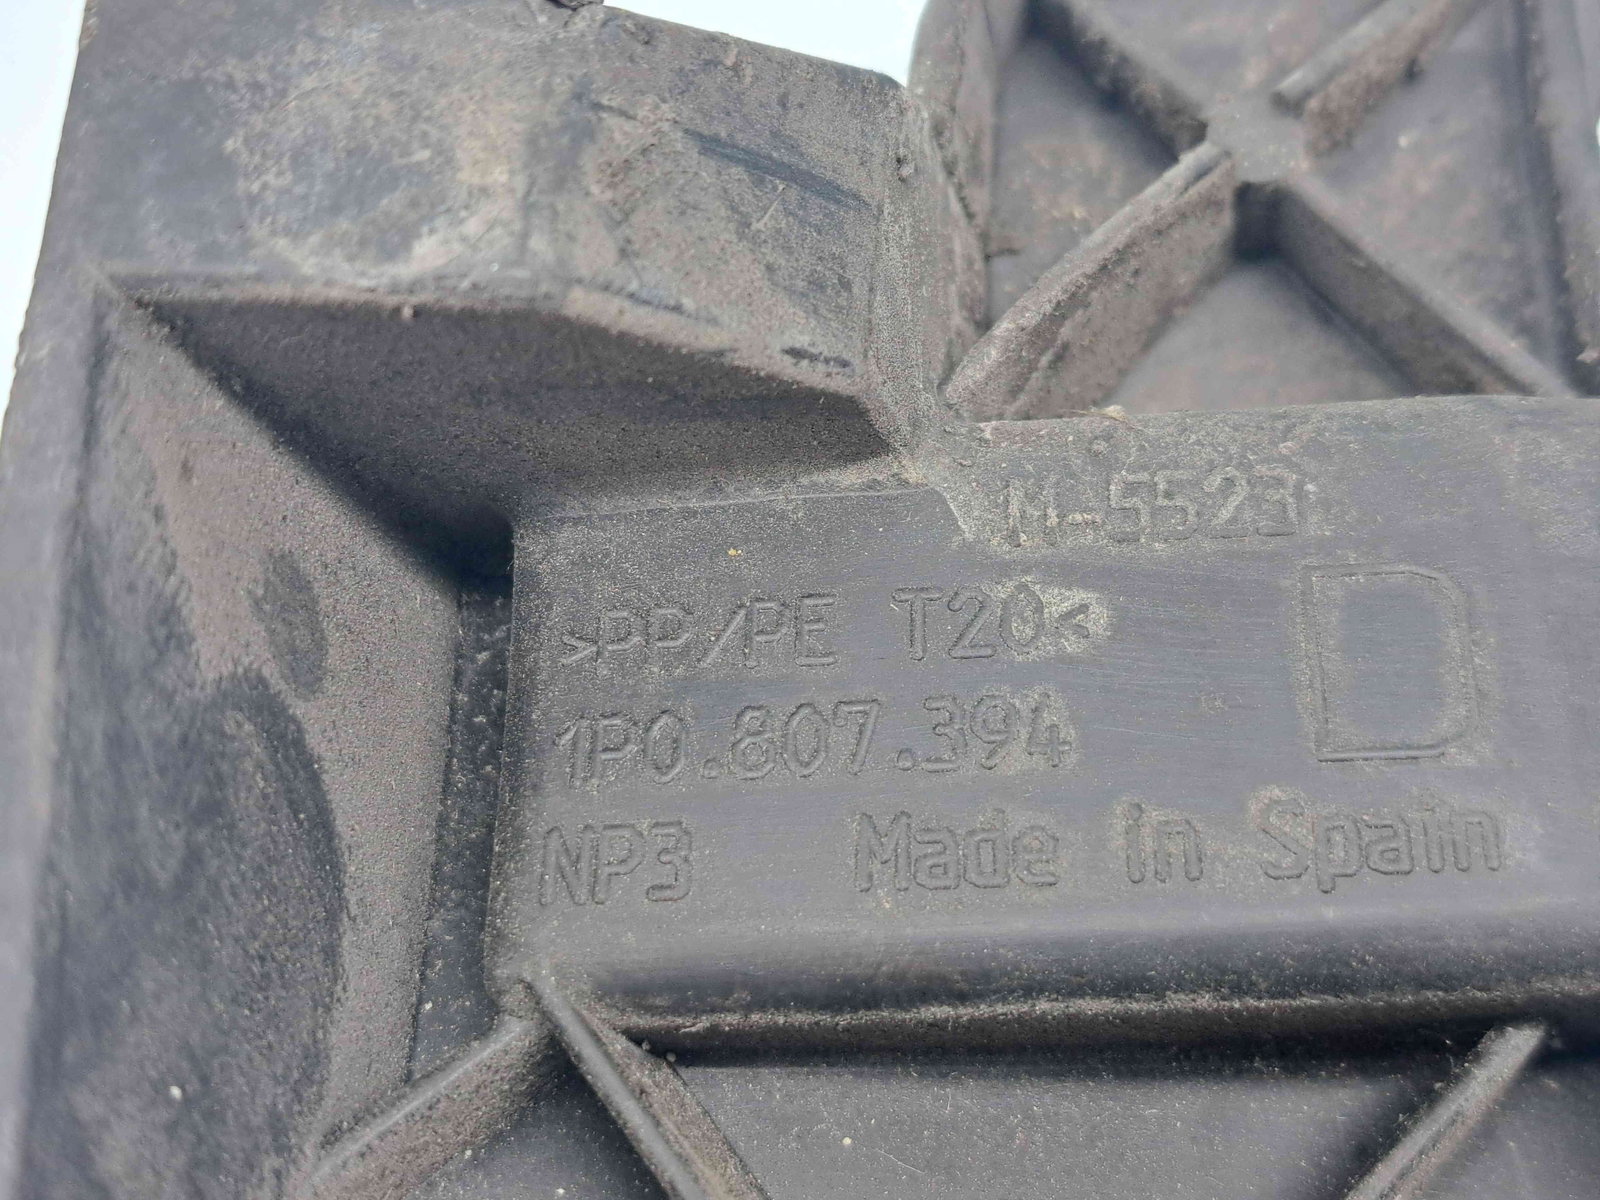 M-5523
>PP/PE T20<
D
1P0.807.394
NP3 Made in Spain